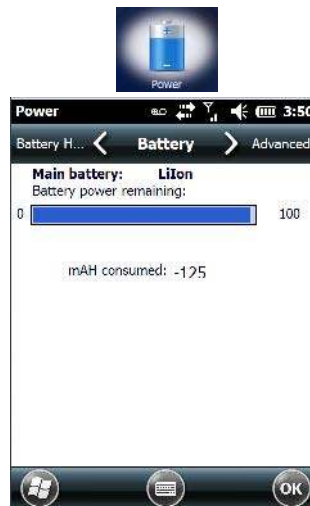 Power
Power 3:50
Battery H... Battery Advanced
Main battery: LiIon
Battery power remaining:
0 100
mAH consumed: -125
OK